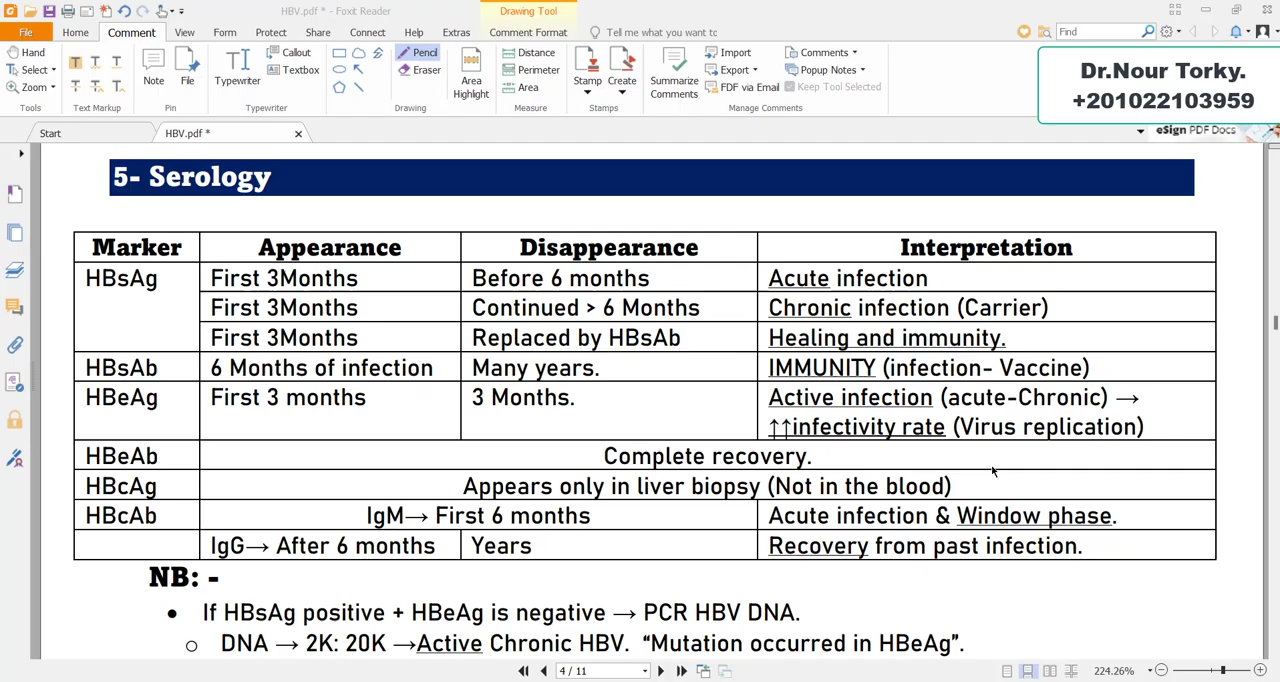 HBV.pdf * - Foxit Reader
Drawing Tool
File Home Comment View Form Protect Share Connect Help Extras Comment Format Tell me what you want to Find
Hand
Select
Zoom
Tools
Text Markup
Note
File
Pin
Typewriter
Callout
Textbox
Typewriter
Pencil
Eraser
Drawing
Area Highlight
Distance
Perimeter
Area
Measure
Stamp
Create
Stamps
Summarize Comments
Import
Export
FDF via Email
Comments
Popup Notes
Keep Tool Selected
Manage Comments
Dr.Nour Torky.
+201022103959
Start
HBV.pdf *
eSign PDF Docs
5- Serology
Marker Appearance Disappearance Interpretation
HBsAg First 3Months Before 6 months Acute infection
First 3Months Continued > 6 Months Chronic infection (Carrier)
First 3Months Replaced by HBsAb Healing and immunity.
HBsAb 6 Months of infection Many years. IMMUNITY (infection- Vaccine)
HBeAg First 3 months 3 Months. Active infection (acute-Chronic) →
↑↑infectivity rate (Virus replication)
HBeAb Complete recovery.
HBcAg Appears only in liver biopsy (Not in the blood)
HBcAb IgM→ First 6 months Acute infection & Window phase.
IgG→ After 6 months Years Recovery from past infection.
NB: -
• If HBsAg positive + HBeAg is negative → PCR HBV DNA.
o DNA → 2K: 20K →Active Chronic HBV. “Mutation occurred in HBeAg”.
4 / 11
224.26%